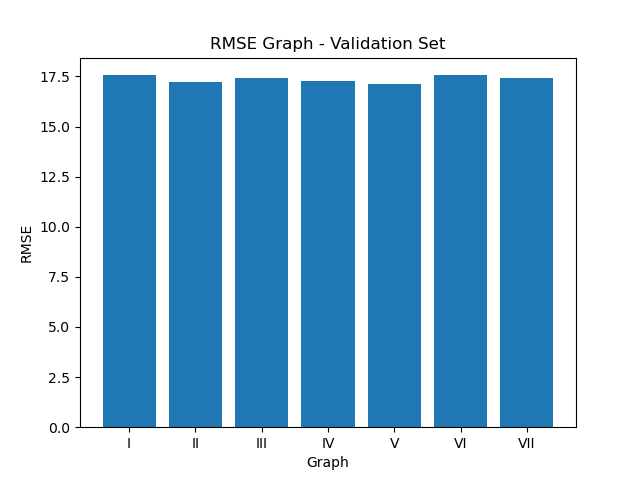 RMSE Graph - Validation Set
17.5
15.0
12.5
10.0
7.5
5.0
2.5
0.0
RMSE
I II III IV V VI VII
Graph